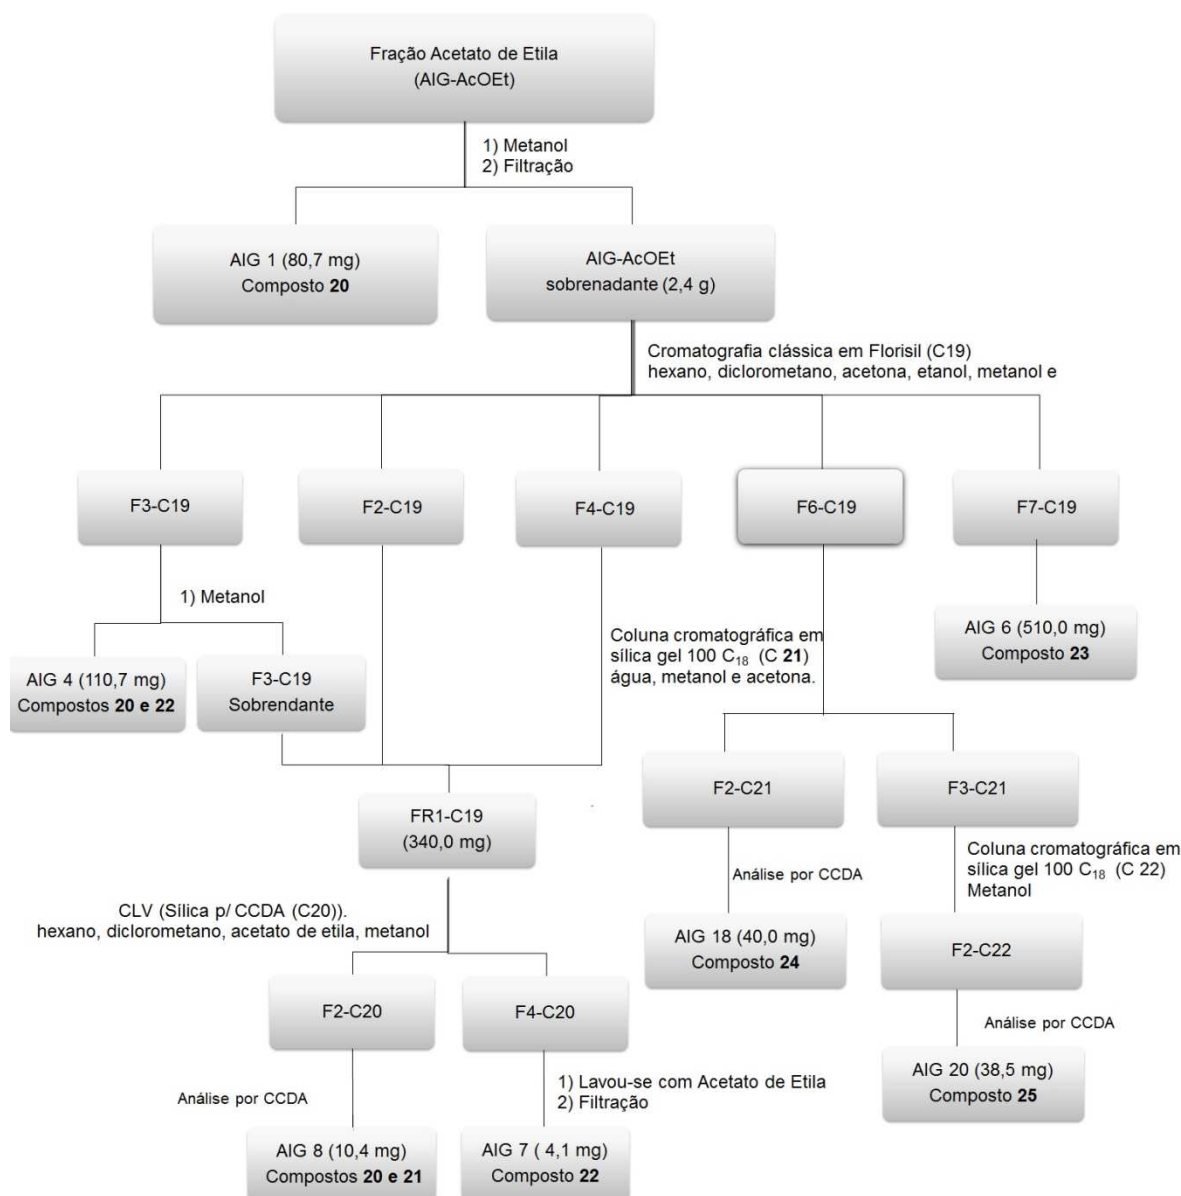 Fração Acetato de Etila
(AIG-AcOEt)
1) Metanol
2) Filtração
AIG 1 (80,7 mg)
Composto 20
AIG-AcOEt
sobrenadante (2,4 g)
Cromatografia clássica em Florisil (C19)
hexano, diclorometano, acetona, etanol, metanol e
F3-C19
F2-C19
F4-C19
F6-C19
F7-C19
1) Metanol
AIG 4 (110,7 mg)
Compostos 20 e 22
F3-C19
Sobrendante
Coluna cromatográfica em
sílica gel 100 C₁₈ (C 21)
água, metanol e acetona.
AIG 6 (510,0 mg)
Composto 23
FR1-C19
(340,0 mg)
F2-C21
F3-C21
Análise por CCDA
Coluna cromatográfica em
sílica gel 100 C₁₈ (C 22)
Metanol
CLV (Sílica p/ CCDA (C20)).
hexano, diclorometano, acetato de etila, metanol
AIG 18 (40,0 mg)
Composto 24
F2-C22
F2-C20
F4-C20
Análise por CCDA
Análise por CCDA
1) Lavou-se com Acetato de Etila
2) Filtração
AIG 20 (38,5 mg)
Composto 25
AIG 8 (10,4 mg)
Compostos 20 e 21
AIG 7 ( 4,1 mg)
Composto 22